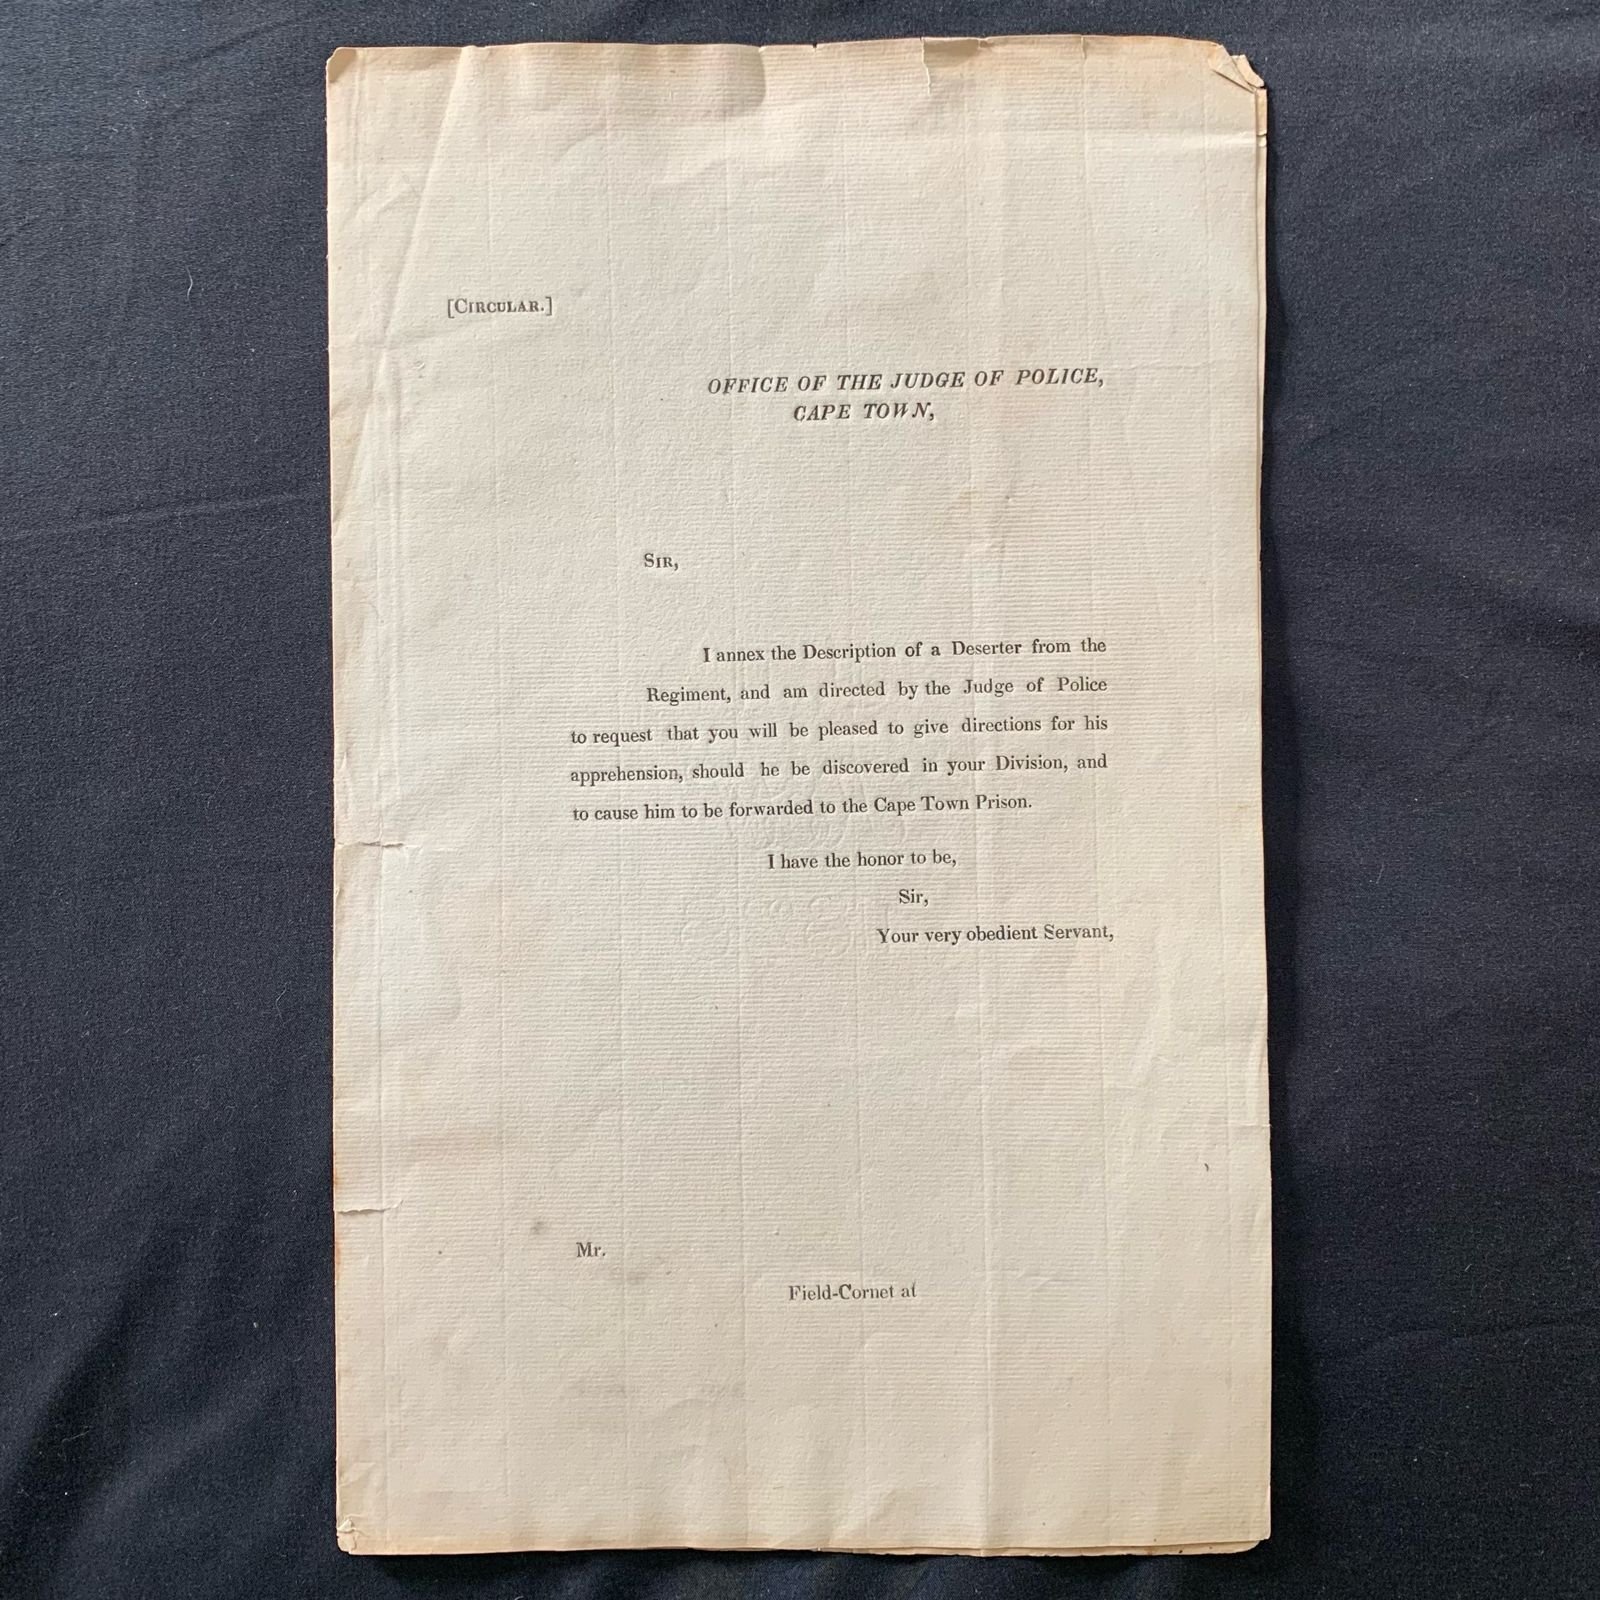 [CIRCULAR.]
OFFICE OF THE JUDGE OF POLICE,
CAPE TOWN,
SIR,
I annex the Description of a Deserter from the
Regiment, and am directed by the Judge of Police
to request that you will be pleased to give directions for his
apprehension, should he be discovered in your Division, and
to cause him to be forwarded to the Cape Town Prison.
I have the honor to be,
Sir,
Your very obedient Servant,
Mr.
Field-Cornet at